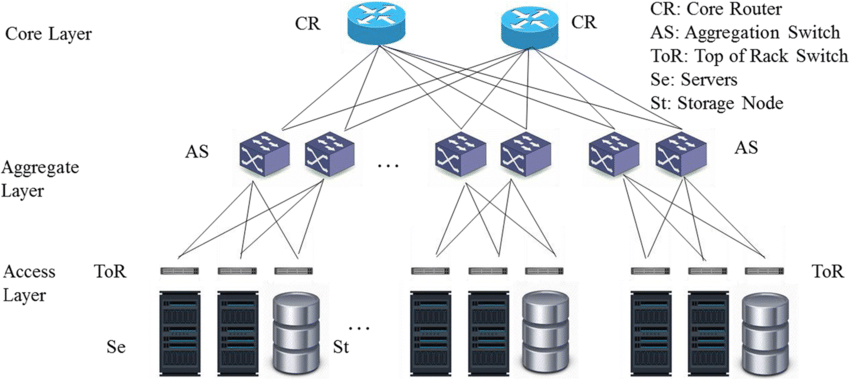 Core Layer
CR
CR
CR: Core Router
AS: Aggregation Switch
ToR: Top of Rack Switch
Se: Servers
St: Storage Node
Aggregate
Layer
AS
...
AS
Access
Layer
ToR
ToR
Se
St
...